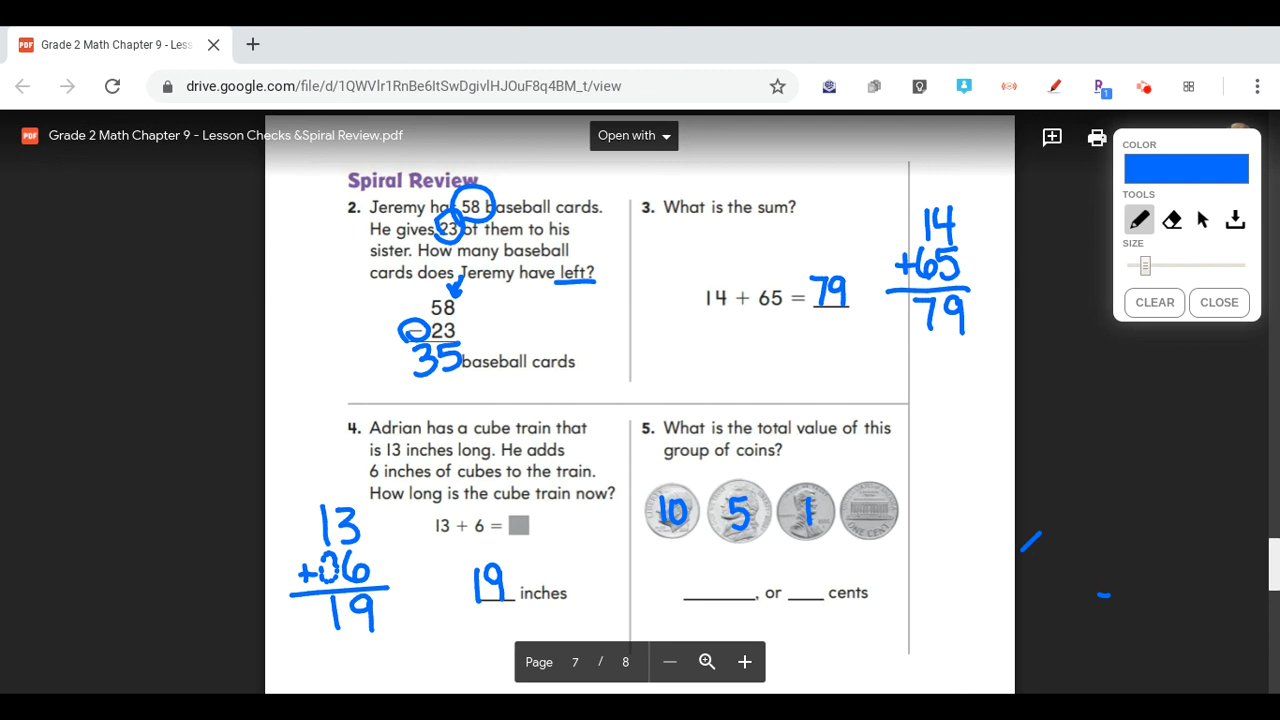 Grade 2 Math Chapter 9 - Less
drive.google.com/file/d/1QWVlr1RnBe6ItSwDgivlHJOuF8q4BM_t/view
Grade 2 Math Chapter 9 - Lesson Checks &Spiral Review.pdf
Open with
COLOR
TOOLS
SIZE
CLEAR CLOSE
Spiral Review
2. Jeremy has 58 baseball cards.
He gives 23 of them to his
sister. How many baseball
cards does Jeremy have left?
58
− 23
35 baseball cards
3. What is the sum?
14 + 65 = 79
14
+65
79
4. Adrian has a cube train that
is 13 inches long. He adds
6 inches of cubes to the train.
How long is the cube train now?
13 + 6 =
13
+06
19
19 inches
5. What is the total value of this
group of coins?
10 5 1
ONE CENT
______, or ____ cents
Page 7 / 8